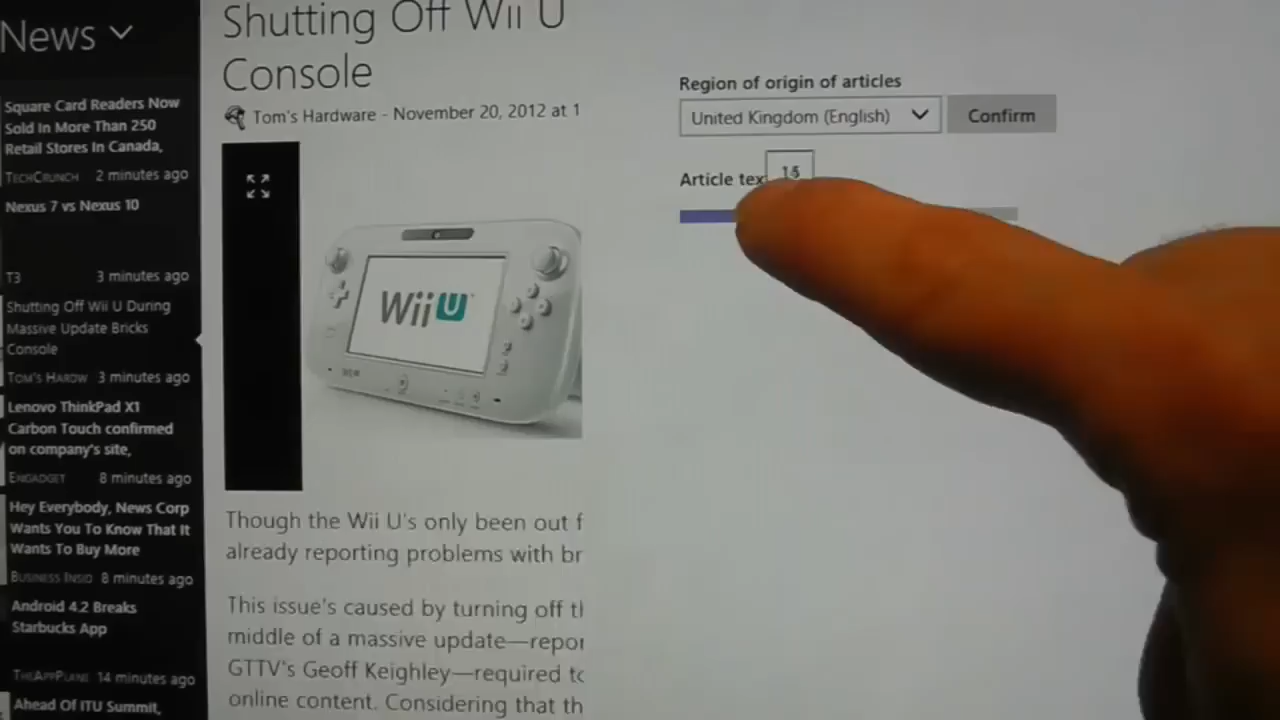 News
Square Card Readers Now
Sold In More Than 250
Retail Stores In Canada,
TECHCRUNCH 2 minutes ago
Nexus 7 vs Nexus 10
T3 3 minutes ago
Shutting Off Wii U During
Massive Update Bricks
Console
TOM'S HARDW 3 minutes ago
Lenovo ThinkPad X1
Carbon Touch confirmed
on company's site,
ENGADGET 8 minutes ago
Hey Everybody, News Corp
Wants You To Know That It
Wants To Buy More
BUSINESS INSID 8 minutes ago
Android 4.2 Breaks
Starbucks App
THEAPPPLANE 14 minutes ago
Ahead Of ITU Summit,
Shutting Off Wii U
Console
Tom's Hardware - November 20, 2012 at 1
Wii U
Though the Wii U's only been out f
already reporting problems with br
This issue's caused by turning off th
middle of a massive update—repor
GTTV's Geoff Keighley—required to
online content. Considering that th
Region of origin of articles
United Kingdom (English) Confirm
Article tex